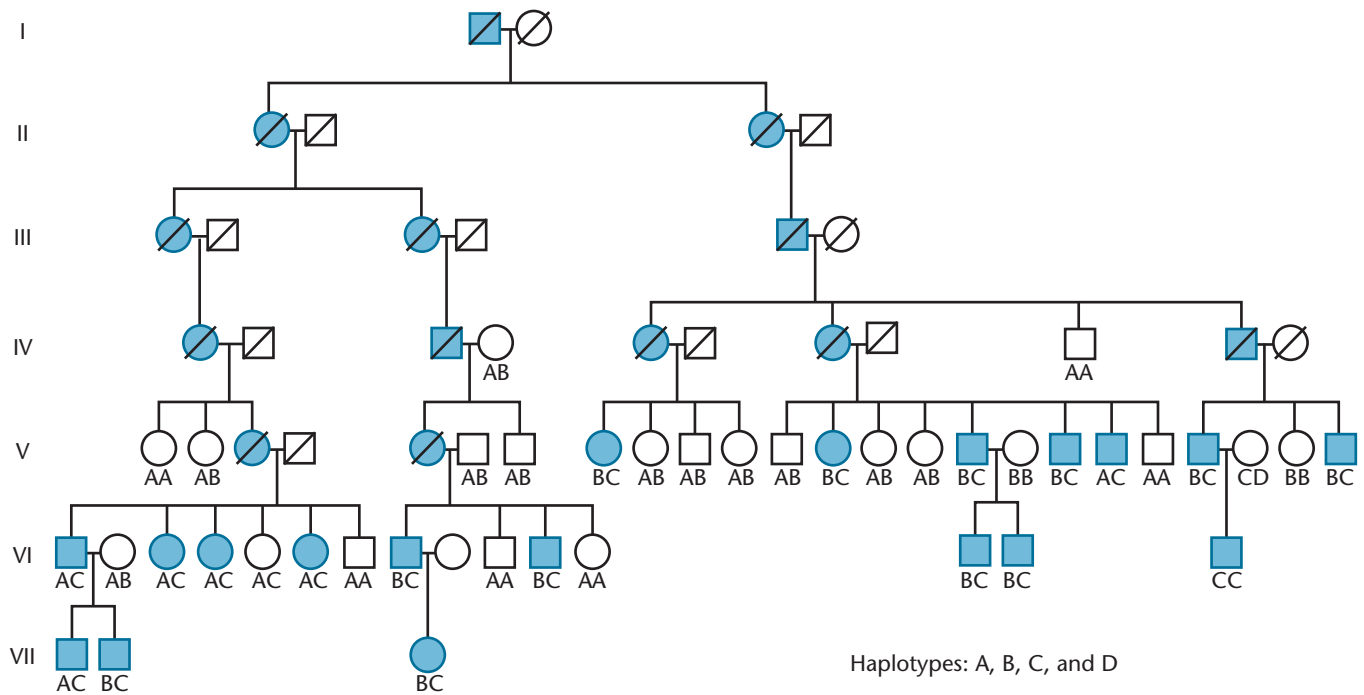 I
II
III
IV
AB
AA
V
AA AB AB AB BC AB AB AB AB BC AB AB BC BB BC AC AA BC CD BB BC
VI
AC AB AC AC AC AC AA BC AA BC AA BC BC CC
VII
AC BC BC
Haplotypes: A, B, C, and D